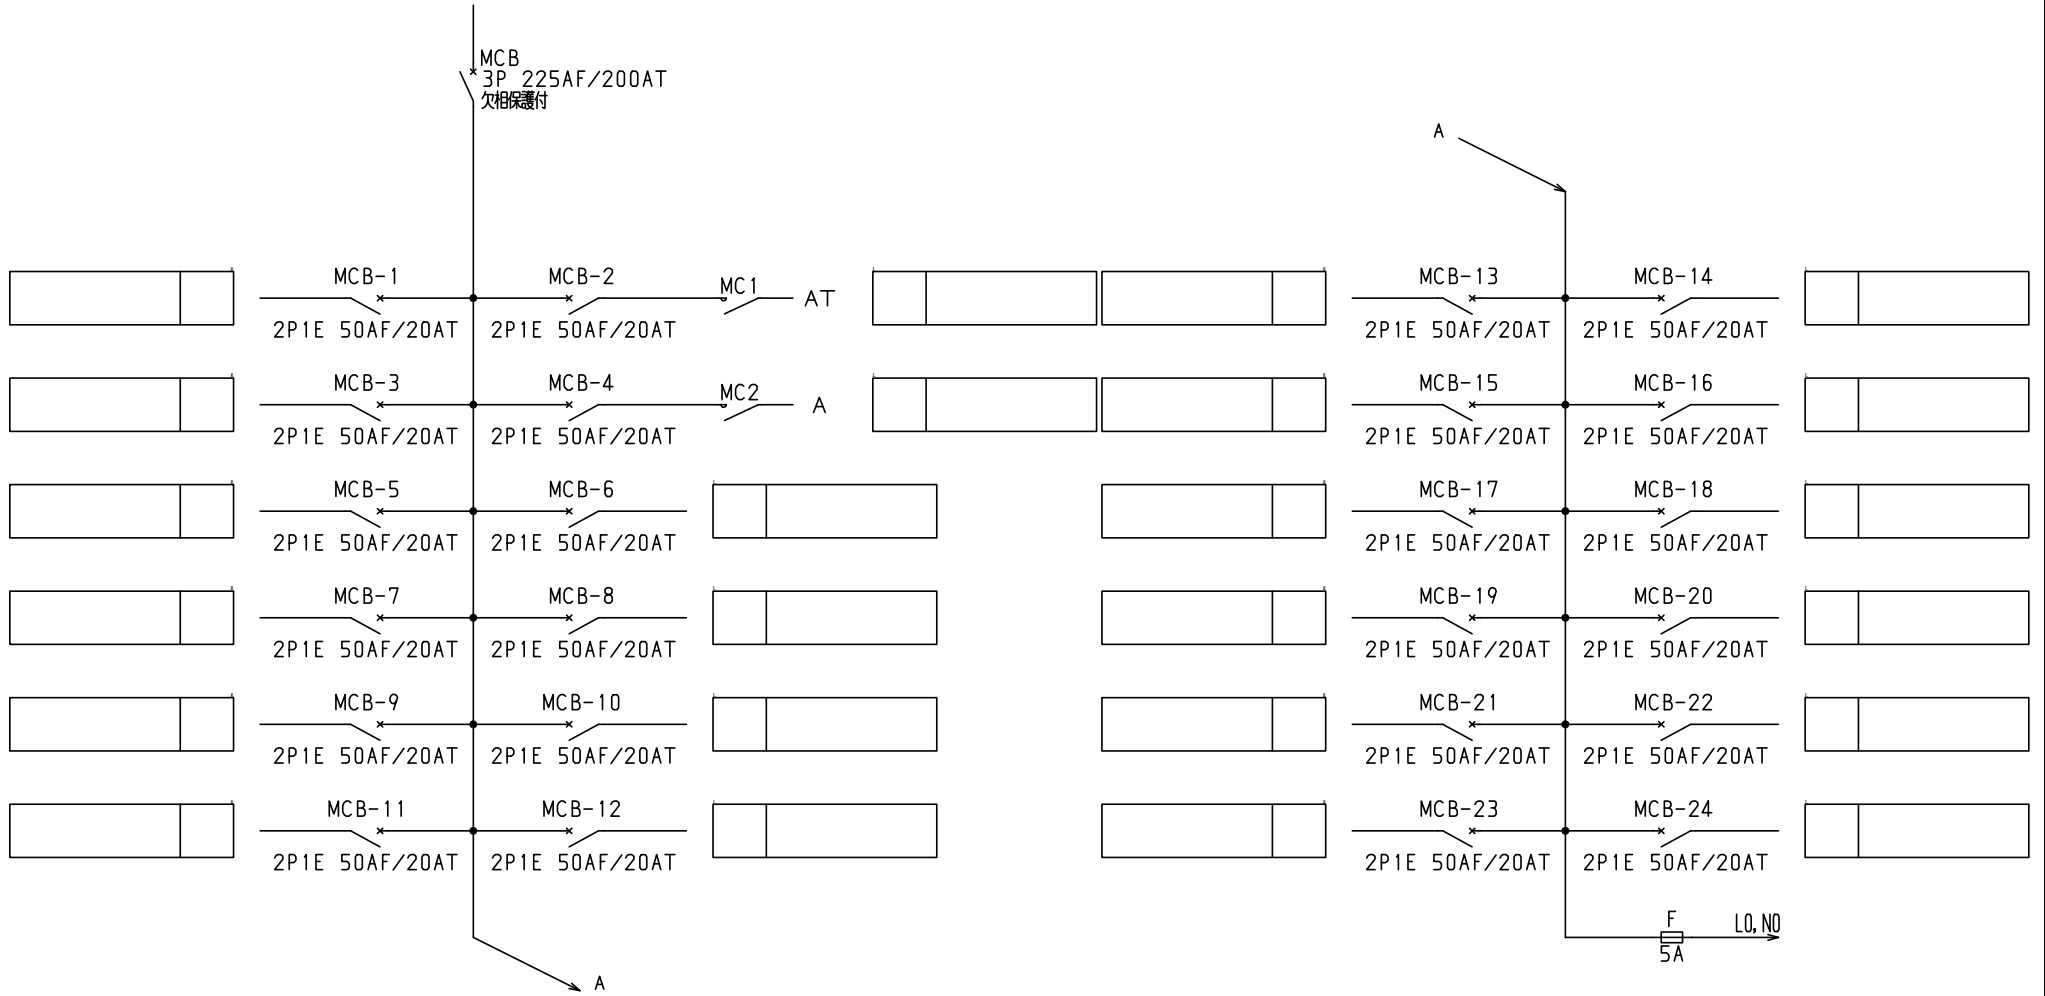 MCB
3P 225AF/200AT
欠相保護付
A
MCB-1
MCB-2
MC1
AT
2P1E 50AF/20AT
2P1E 50AF/20AT
MCB-3
MCB-4
MC2
A
2P1E 50AF/20AT
2P1E 50AF/20AT
MCB-5
MCB-6
2P1E 50AF/20AT
2P1E 50AF/20AT
MCB-7
MCB-8
2P1E 50AF/20AT
2P1E 50AF/20AT
MCB-9
MCB-10
2P1E 50AF/20AT
2P1E 50AF/20AT
MCB-11
MCB-12
2P1E 50AF/20AT
2P1E 50AF/20AT
A
MCB-13
MCB-14
2P1E 50AF/20AT
2P1E 50AF/20AT
MCB-15
MCB-16
2P1E 50AF/20AT
2P1E 50AF/20AT
MCB-17
MCB-18
2P1E 50AF/20AT
2P1E 50AF/20AT
MCB-19
MCB-20
2P1E 50AF/20AT
2P1E 50AF/20AT
MCB-21
MCB-22
2P1E 50AF/20AT
2P1E 50AF/20AT
MCB-23
MCB-24
2P1E 50AF/20AT
2P1E 50AF/20AT
F
L0,N0
5A